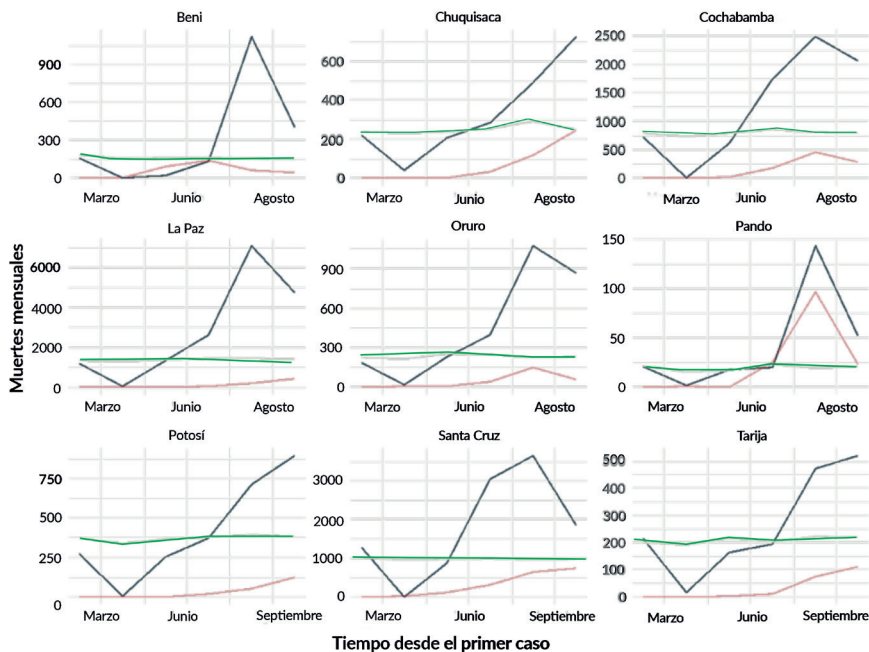 Beni
Chuquisaca
Cochabamba
900
600
300
0
Marzo Junio Agosto
600
400
200
0
Marzo Junio Agosto
2500
2000
1500
1000
500
0
Marzo Junio Agosto
La Paz
Oruro
Pando
6000
4000
2000
0
Marzo Junio Agosto
900
600
300
0
Marzo Junio Agosto
150
100
50
0
Marzo Junio Agosto
Potosí
Santa Cruz
Tarija
750
500
250
0
Marzo Junio Septiembre
3000
2000
1000
0
Marzo Junio Agosto
500
400
300
200
100
0
Marzo Junio Septiembre
Muertes mensuales
Tiempo desde el primer caso